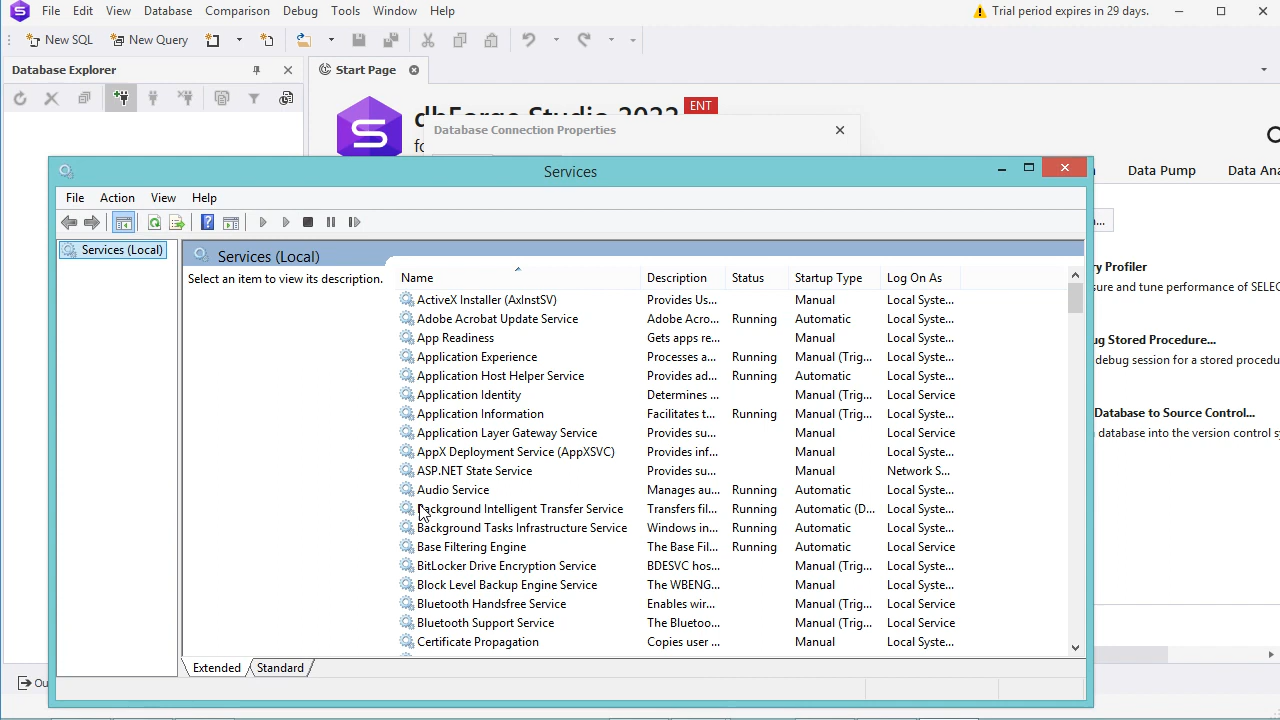 File Edit View Database Comparison Debug Tools Window Help
Trial period expires in 29 days.
New SQL New Query
Database Explorer
Start Page
ENT
Database Connection Properties
Services
Data Pump
File Action View Help
Services (Local)
Services (Local)
Select an item to view its description.
Name Description Status Startup Type Log On As
ActiveX Installer (AxInstSV) Provides Us... Manual Local Syste...
Adobe Acrobat Update Service Adobe Acro... Running Automatic Local Syste...
App Readiness Gets apps re... Manual Local Syste...
Application Experience Processes a... Running Manual (Trig... Local Syste...
Application Host Helper Service Provides ad... Running Automatic Local Syste...
Application Identity Determines ... Manual (Trig... Local Service
Application Information Facilitates t... Running Manual (Trig... Local Syste...
Application Layer Gateway Service Provides su... Manual Local Service
AppX Deployment Service (AppXSVC) Provides inf... Manual Local Syste...
ASP.NET State Service Provides su... Manual Network S...
Audio Service Manages au... Running Automatic Local Syste...
Background Intelligent Transfer Service Transfers fil... Running Automatic (D... Local Syste...
Background Tasks Infrastructure Service Windows in... Running Automatic Local Syste...
Base Filtering Engine The Base Fil... Running Automatic Local Service
BitLocker Drive Encryption Service BDESVC hos... Manual (Trig... Local Syste...
Block Level Backup Engine Service The WBENG... Manual Local Syste...
Bluetooth Handsfree Service Enables wir... Manual (Trig... Local Service
Bluetooth Support Service The Bluetoo... Manual (Trig... Local Service
Certificate Propagation Copies user ... Manual Local Syste...
Extended Standard
ry Profiler
sure and tune performance of SELEC
ug Stored Procedure...
debug session for a stored procedu
Database to Source Control...
database into the version control s